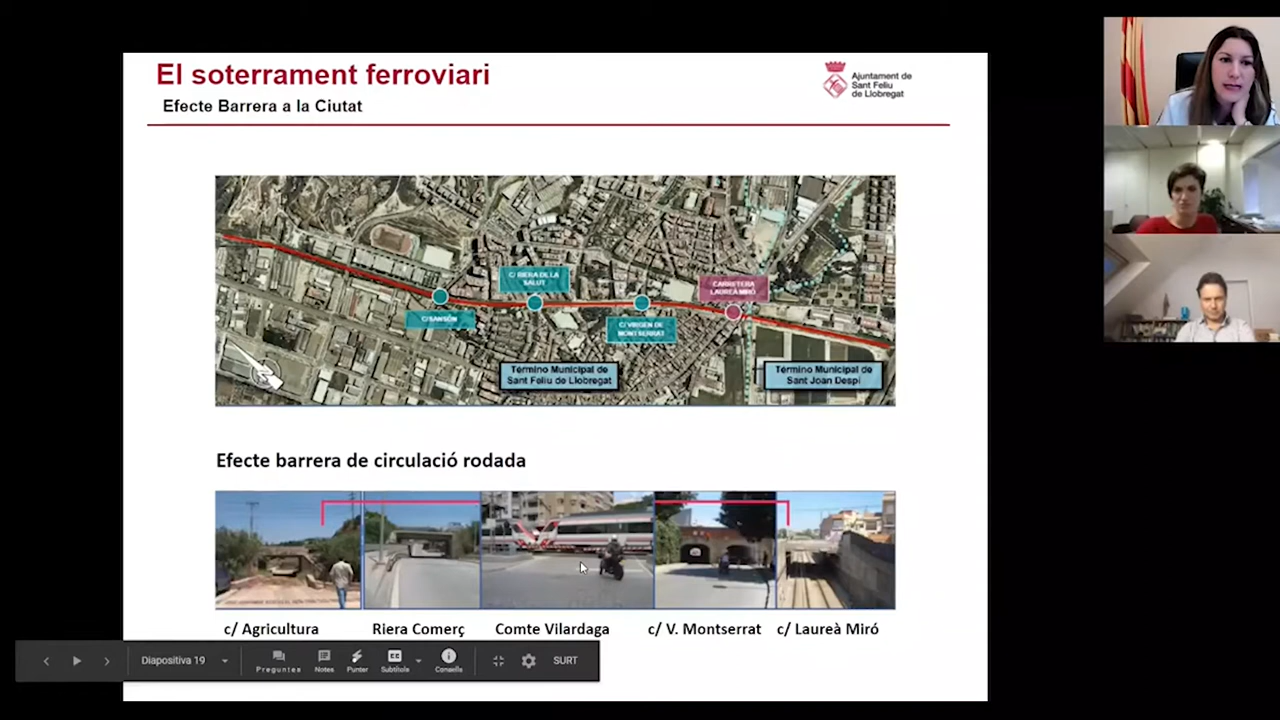 El soterrament ferroviari
Efecte Barrera a la Ciutat
Ajuntament de
Sant Feliu
de Llobregat
C/ RIERA DE LA
SALUT
CARRETERA
LAUREÀ MIRÓ
C/ SANSÓN
C/ VIRGEN DE
MONTSERRAT
Término Municipal de
Sant Feliu de Llobregat
Término Municipal de
Sant Joan Despí
Efecte barrera de circulació rodada
c/ Agricultura
Riera Comerç
Comte Vilardaga
c/ V. Montserrat
c/ Laureà Miró
Diapositiva 19
Preguntes
Notes
Punter
CC
Subtítols
Consells
SURT